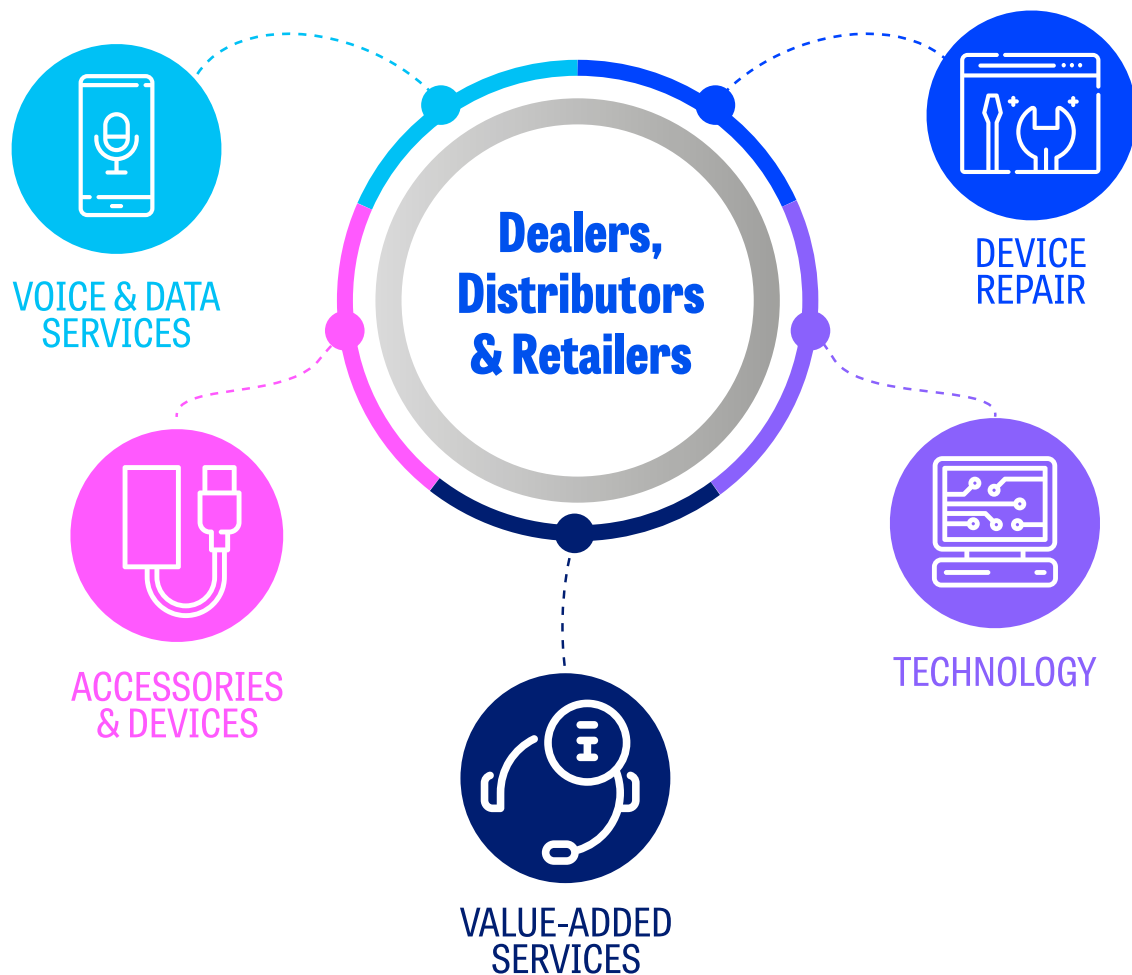 Dealers,
Distributors
& Retailers
VOICE & DATA
SERVICES
DEVICE
REPAIR
ACCESSORIES
& DEVICES
TECHNOLOGY
VALUE-ADDED
SERVICES